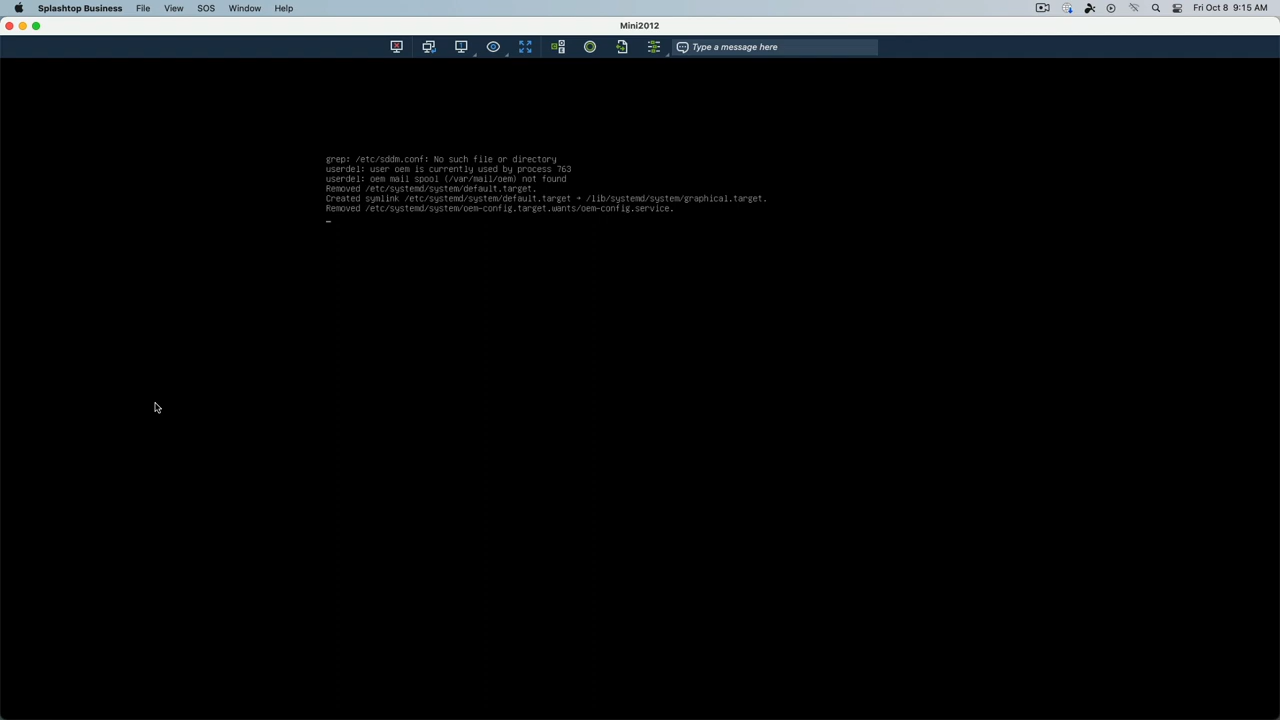 Splashtop Business File View SOS Window Help Fri Oct 8 9:15 AM
Mini2012
Type a message here
grep: /etc/sddm.conf: No such file or directory
userdel: user oem is currently used by process 763
userdel: oem mail spool (/var/mail/oem) not found
Removed /etc/systemd/system/default.target.
Created symlink /etc/systemd/system/default.target → /lib/systemd/system/graphical.target.
Removed /etc/systemd/system/oem-config.target.wants/oem-config.service.
_